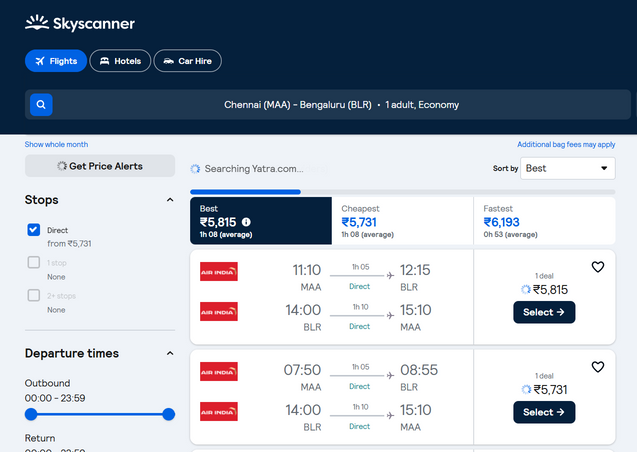 Skyscanner
Flights
Hotels
Car Hire
Chennai (MAA) – Bengaluru (BLR) • 1 adult, Economy
Show whole month
Additional bag fees may apply
Get Price Alerts
Searching Yatra.com...
Sort by
Best
Stops
Direct
from ₹5,731
1 stop
None
2+ stops
None
Departure times
Outbound
00:00 – 23:59
Return
Best
₹5,815
1h 08 (average)
Cheapest
₹5,731
1h 08 (average)
Fastest
₹6,193
0h 53 (average)
AIR INDIA
11:10
MAA
1h 05
Direct
12:15
BLR
AIR INDIA
14:00
BLR
1h 10
Direct
15:10
MAA
1 deal
₹5,815
Select →
AIR INDIA
07:50
MAA
1h 05
Direct
08:55
BLR
AIR INDIA
14:00
BLR
1h 10
Direct
15:10
MAA
1 deal
₹5,731
Select →